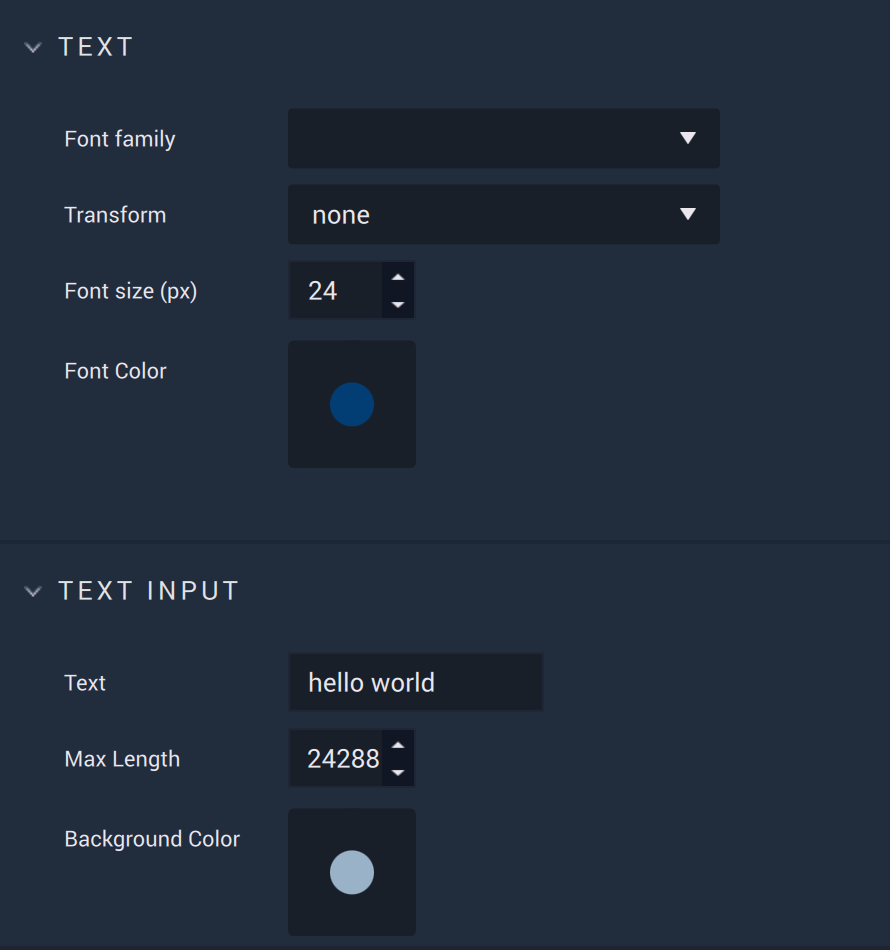 TEXT
Font family
Transform none
Font size (px) 24
Font Color
TEXT INPUT
Text hello world
Max Length 24288
Background Color